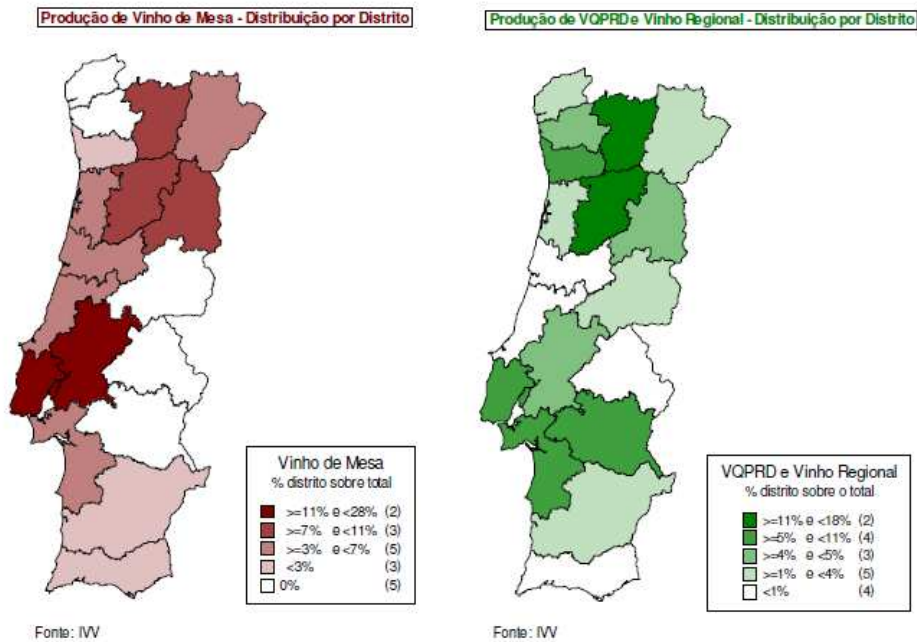 Produção de Vinho de Mesa - Distribuição por Distrito
Vinho de Mesa
% distrito sobre total
>=11% e <28% (2)
>=7% e <11% (3)
>=3% e <7% (5)
<3% (3)
0% (5)
Fonte: IVV
Produção de VQPRD e Vinho Regional - Distribuição por Distrito
VQPRD e Vinho Regional
% distrito sobre o total
>=11% e <18% (2)
>=5% e <11% (4)
>=4% e <5% (3)
>=1% e <4% (5)
<1% (4)
Fonte: IVV